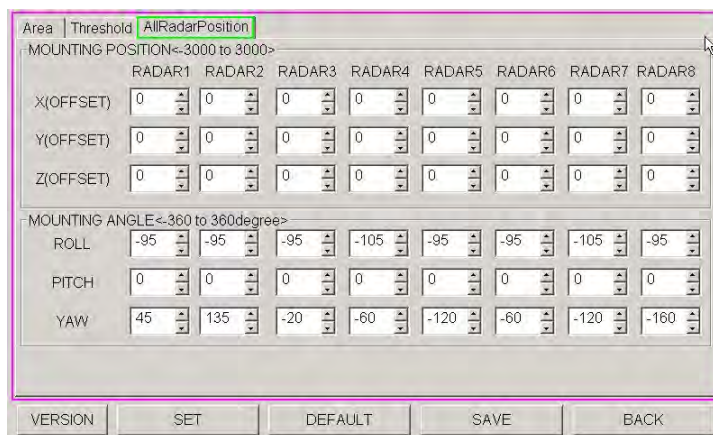 Area Threshold AllRadarPosition
MOUNTING POSITION<-3000 to 3000>
RADAR1 RADAR2 RADAR3 RADAR4 RADAR5 RADAR6 RADAR7 RADAR8
X(OFFSET) 0 0 0 0 0 0 0 0
Y(OFFSET) 0 0 0 0 0 0 0 0
Z(OFFSET) 0 0 0 0 0 0 0 0
MOUNTING ANGLE<-360 to 360degree>
ROLL -95 -95 -95 -105 -95 -95 -105 -95
PITCH 0 0 0 0 0 0 0 0
YAW 45 135 -20 -60 -120 -60 -120 -160
VERSION SET DEFAULT SAVE BACK